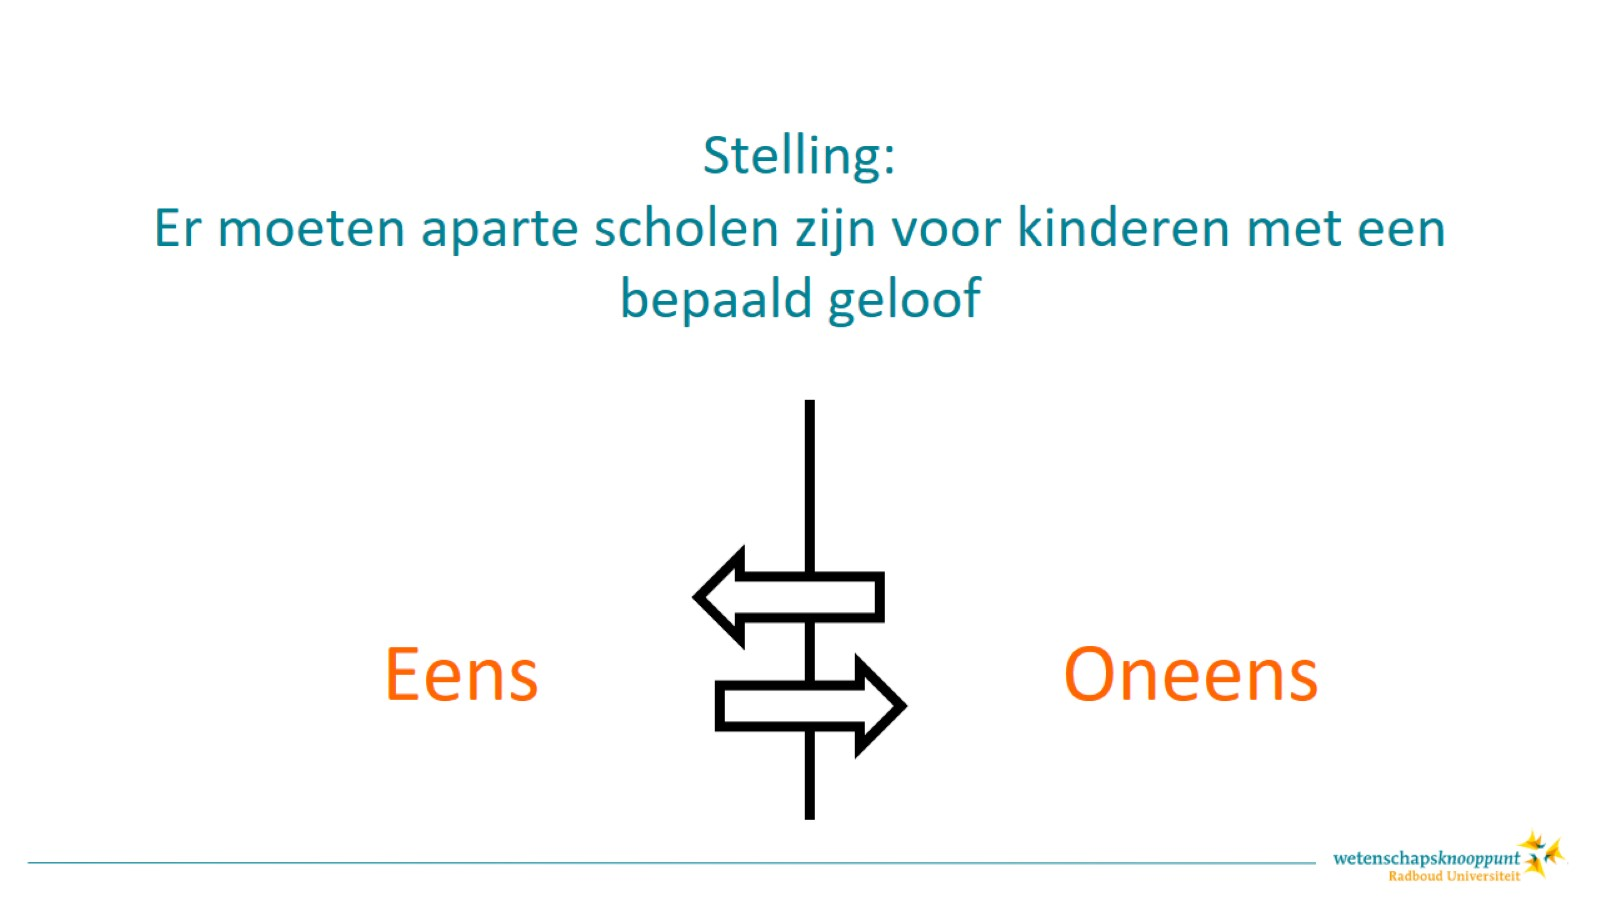 Stelling:
Er moeten aparte scholen zijn voor kinderen met een
bepaald geloof
Eens
Oneens
wetenschapsknooppunt
Radboud Universiteit